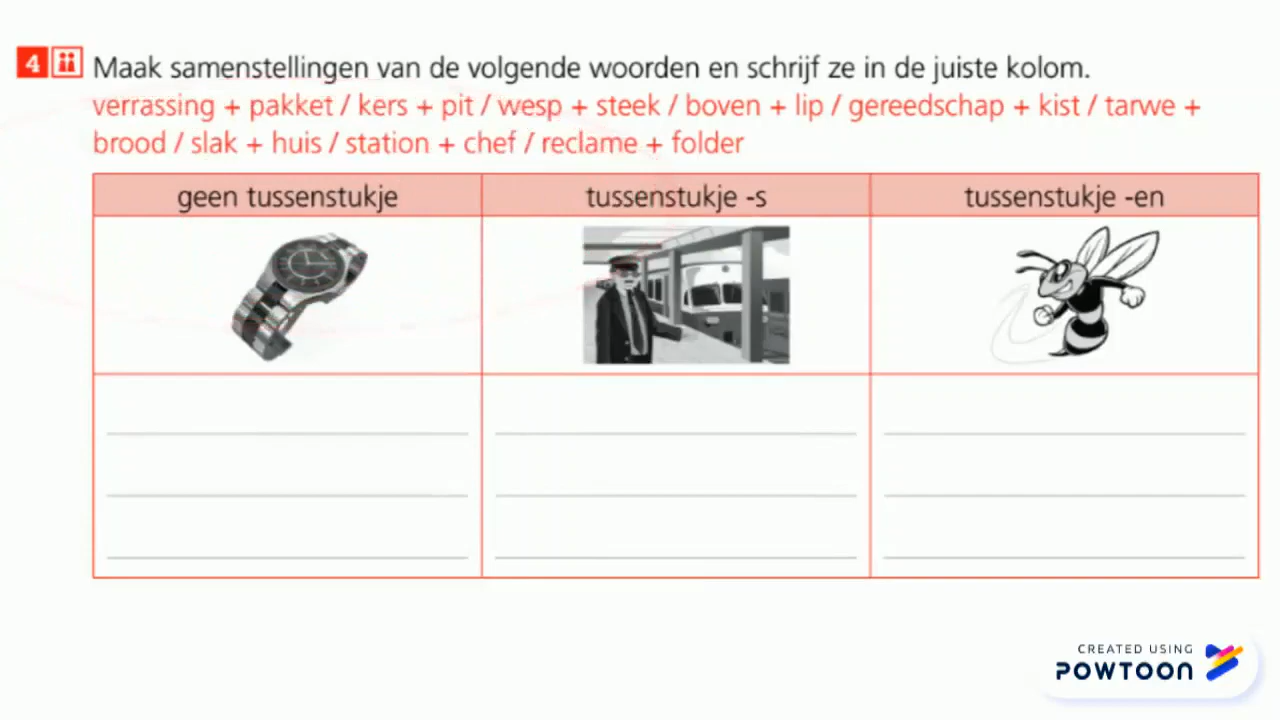 4 Maak samenstellingen van de volgende woorden en schrijf ze in de juiste kolom.
verrassing + pakket / kers + pit / wesp + steek / boven + lip / gereedschap + kist / tarwe +
brood / slak + huis / station + chef / reclame + folder
geen tussenstukje
tussenstukje -s
tussenstukje -en
CREATED USING
POWTOON